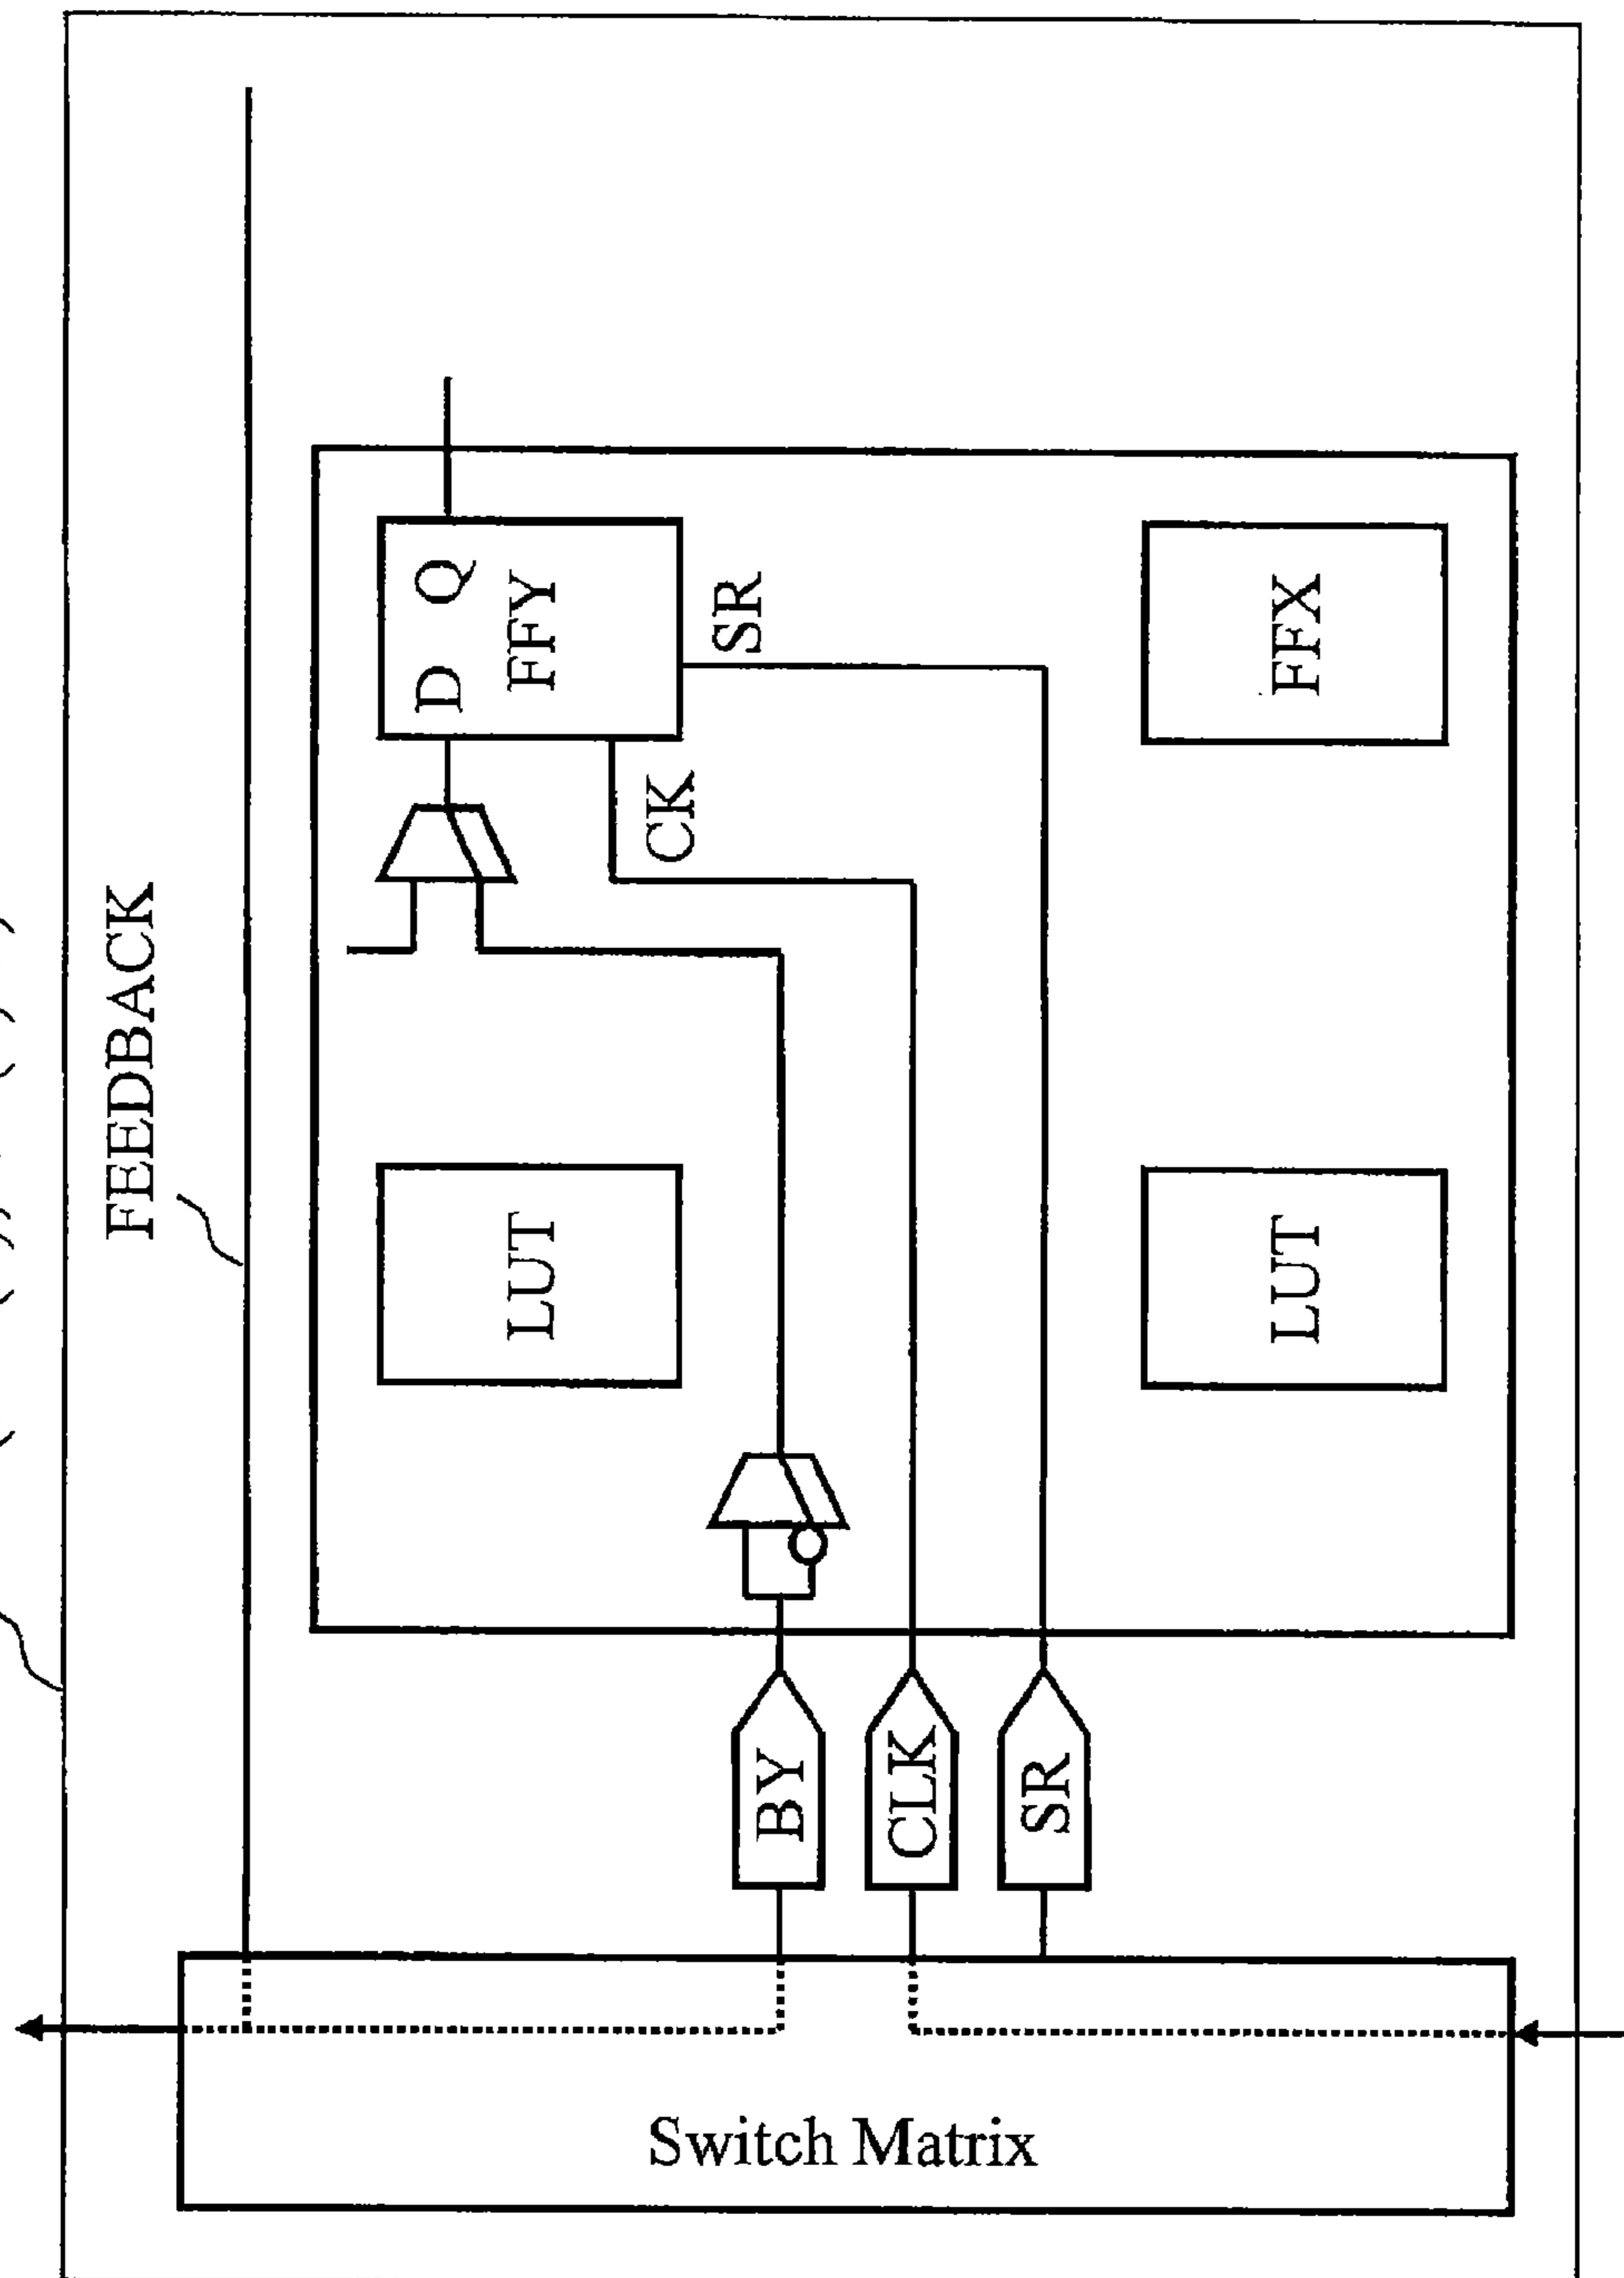 FEEDBACK
D Q
FFY
SR
CK
LUT
FFX
LUT
BY
CLK
SR
Switch Matrix